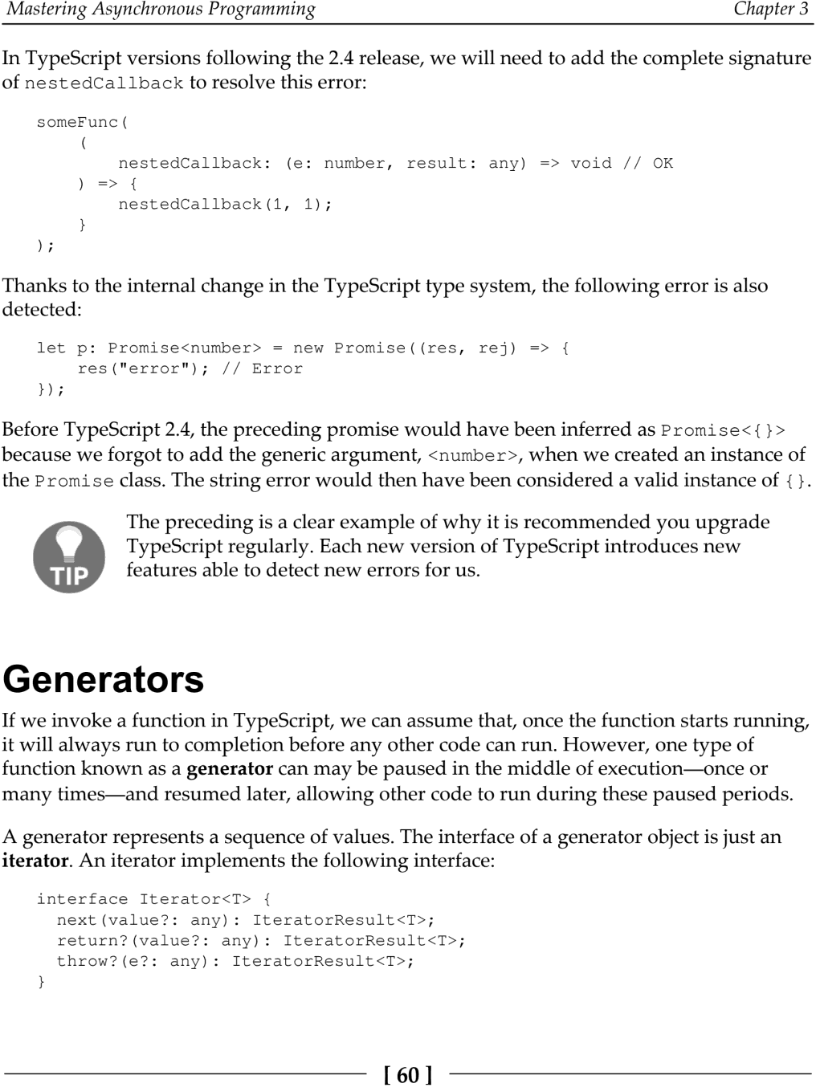 Mastering Asynchronous Programming Chapter 3
In TypeScript versions following the 2.4 release, we will need to add the complete signature
of nestedCallback to resolve this error:
someFunc(
    (
        nestedCallback: (e: number, result: any) => void // OK
    ) => {
        nestedCallback(1, 1);
    }
);
Thanks to the internal change in the TypeScript type system, the following error is also
detected:
let p: Promise<number> = new Promise((res, rej) => {
    res("error"); // Error
});
Before TypeScript 2.4, the preceding promise would have been inferred as Promise<{}>
because we forgot to add the generic argument, <number>, when we created an instance of
the Promise class. The string error would then have been considered a valid instance of {}.
The preceding is a clear example of why it is recommended you upgrade
TypeScript regularly. Each new version of TypeScript introduces new
features able to detect new errors for us.
TIP
Generators
If we invoke a function in TypeScript, we can assume that, once the function starts running,
it will always run to completion before any other code can run. However, one type of
function known as a generator can may be paused in the middle of execution—once or
many times—and resumed later, allowing other code to run during these paused periods.
A generator represents a sequence of values. The interface of a generator object is just an
iterator. An iterator implements the following interface:
interface Iterator<T> {
  next(value?: any): IteratorResult<T>;
  return?(value?: any): IteratorResult<T>;
  throw?(e?: any): IteratorResult<T>;
}
[ 60 ]